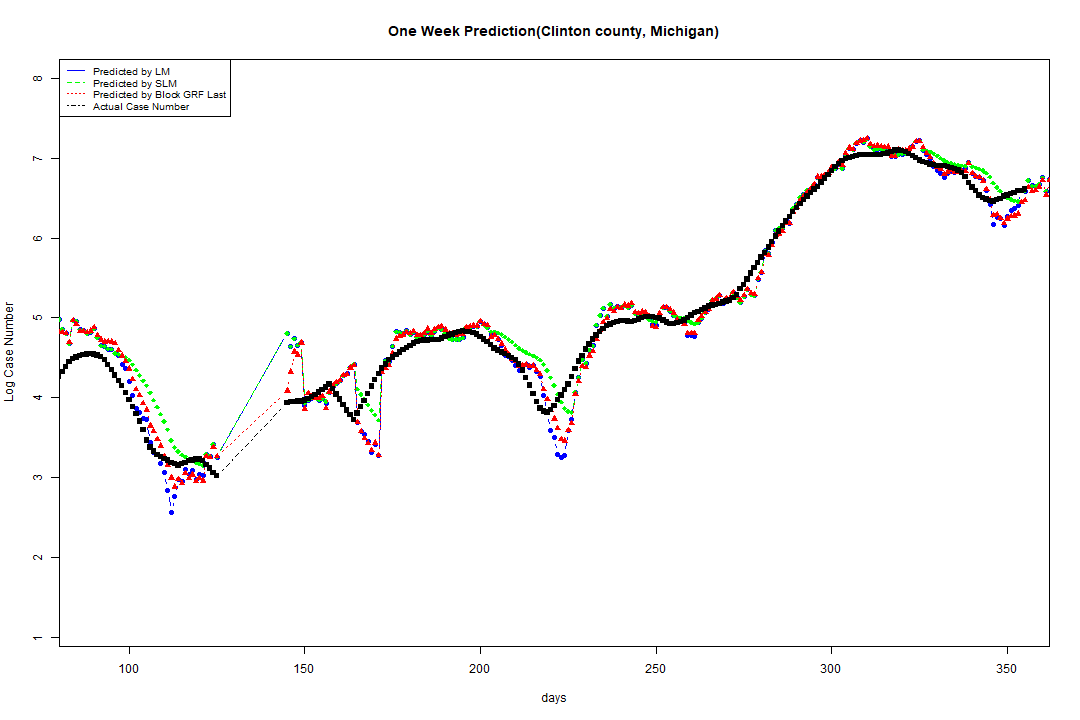 One Week Prediction(Clinton county, Michigan)
Predicted by LM
Predicted by SLM
Predicted by Block GRF Last
Actual Case Number
8
7
6
5
4
3
2
1
Log Case Number
100 150 200 250 300 350
days